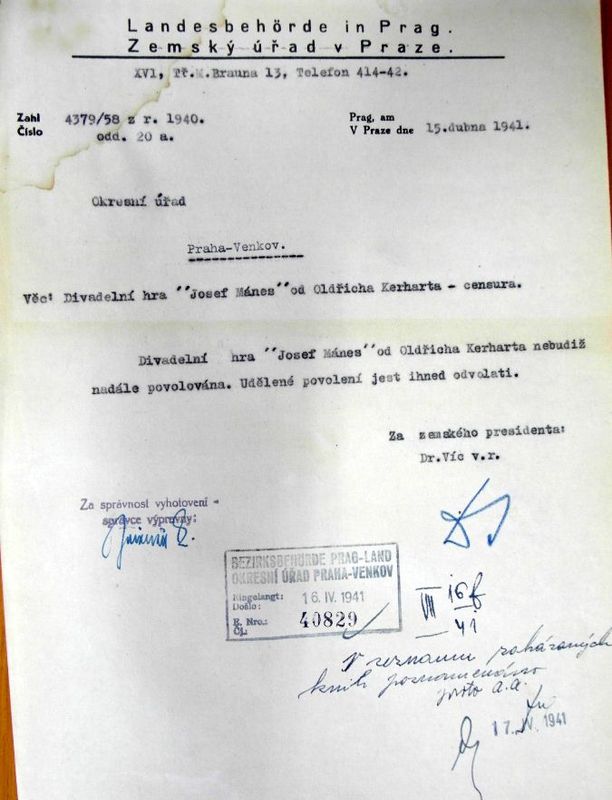 Landesbehörde in Prag.
Zemský úřad v Praze.
XVI, Tř.M.Brauna 13, Telefon 414-42.
Zahl
Číslo
4379/58 z r. 1940.
odd. 20 a.
Prag, am
V Praze dne
15.dubna 1941.
Okresní úřad
Praha-Venkov.
Věc: Divadelní hra "Josef Mánes" od Oldřicha Kerharta - censura.
Divadelní hra "Josef Mánes" od Oldřicha Kerharta nebudiž
nadále povolována. Udělené povolení jest ihned odvolati.
Za zemského presidenta:
Dr.Víc v.r.
Za správnost vyhotovení -
správce výpravny:
BEZIRKSBEHÖRDE PRAG-LAND
OKRESNÍ ÚŘAD PRAHA-VENKOV
Eingelangt:
Došlo:
16. IV. 1941
E. Nro.:
Čj.:
40829
VII 16
41
V seznamu zakázaných
knih poznamenáno
proto a.a.
17. IV. 1941